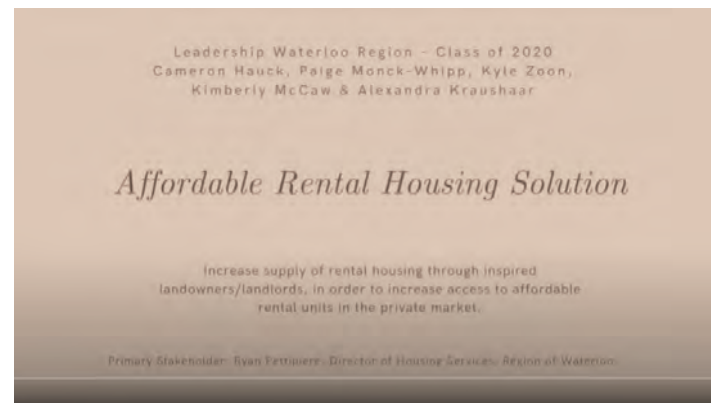 Leadership Waterloo Region - Class of 2020
Cameron Hauck, Paige Monck-Whipp, Kyle Zoon,
Kimberly McCaw & Alexandra Kraushaar
Affordable Rental Housing Solution
Increase supply of rental housing through inspired
landowners/landlords, in order to increase access to affordable
rental units in the private market.
Primary Stakeholder: Ryan Pettipiere, Director of Housing Services, Region of Waterloo